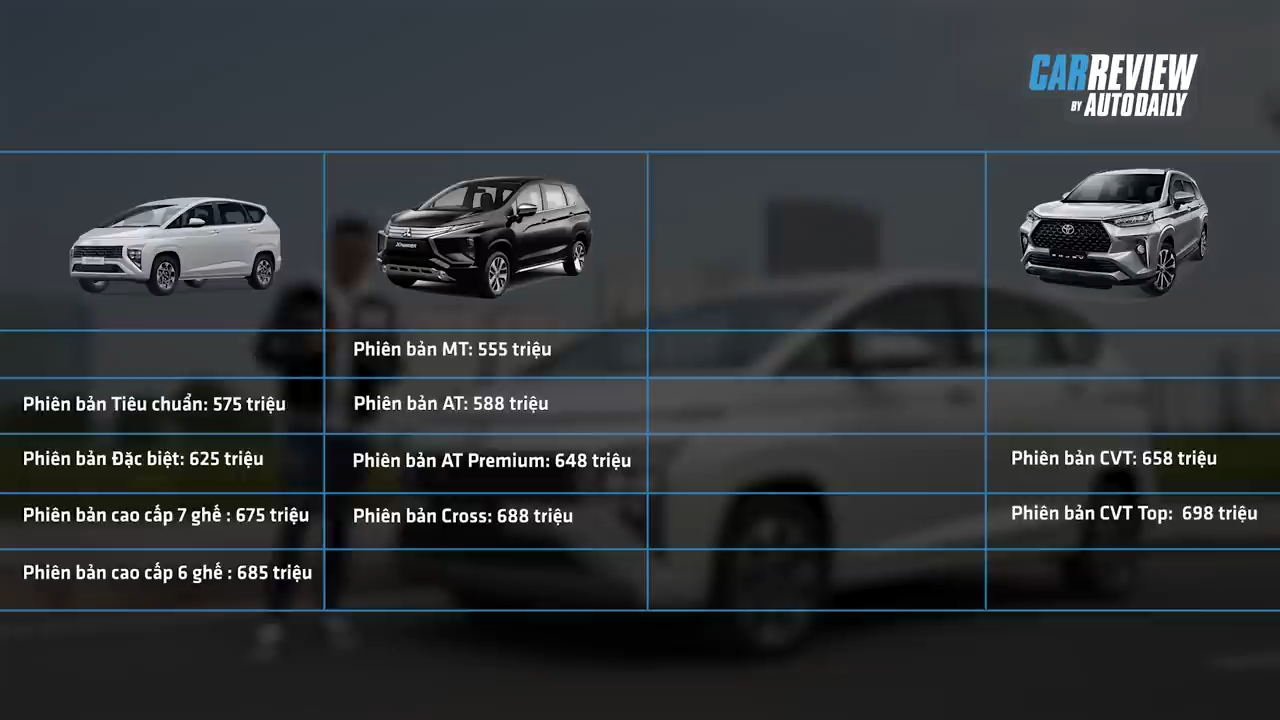 CARREVIEW
BY AUTODAILY
Phiên bản MT: 555 triệu
Phiên bản Tiêu chuẩn: 575 triệu
Phiên bản AT: 588 triệu
Phiên bản Đặc biệt: 625 triệu
Phiên bản AT Premium: 648 triệu
Phiên bản CVT: 658 triệu
Phiên bản cao cấp 7 ghế : 675 triệu
Phiên bản Cross: 688 triệu
Phiên bản CVT Top: 698 triệu
Phiên bản cao cấp 6 ghế : 685 triệu